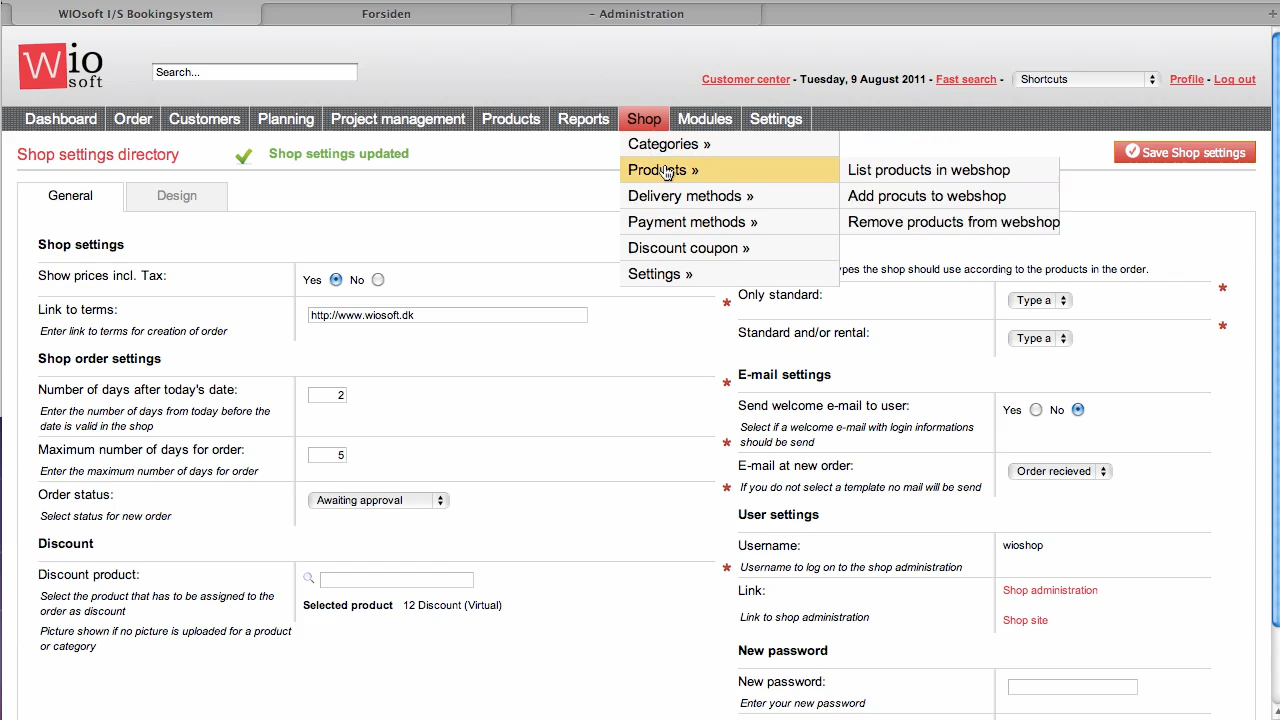 WIOsoft I/S Bookingsystem
Forsiden
- Administration
Wio soft
Search...
Customer center - Tuesday, 9 August 2011 - Fast search -
Shortcuts
Profile - Log out
Dashboard Order Customers Planning Project management Products Reports Shop Modules Settings
Shop settings directory
Shop settings updated
Save Shop settings
Categories »
Products »
Delivery methods »
Payment methods »
Discount coupon »
Settings »
List products in webshop
Add procuts to webshop
Remove products from webshop
General
Design
Shop settings
Show prices incl. Tax:
Yes No
Link to terms:
Enter link to terms for creation of order
http://www.wiosoft.dk
*
Shop order settings
Number of days after today's date:
Enter the number of days from today before the
date is valid in the shop
2
*
Maximum number of days for order:
Enter the maximum number of days for order
5
*
Order status:
Select status for new order
Awaiting approval
*
Discount
Discount product:
Select the product that has to be assigned to the
order as discount
Picture shown if no picture is uploaded for a product
or category
Selected product 12 Discount (Virtual)
*
ypes the shop should use according to the products in the order.
Only standard:
Type a
*
Standard and/or rental:
Type a
*
E-mail settings
Send welcome e-mail to user:
Select if a welcome e-mail with login informations
should be send
Yes No
E-mail at new order:
If you do not select a template no mail will be send
Order recieved
User settings
Username:
Username to log on to the shop administration
wioshop
Link:
Link to shop administration
Shop administration
Shop site
New password
New password:
Enter your new password